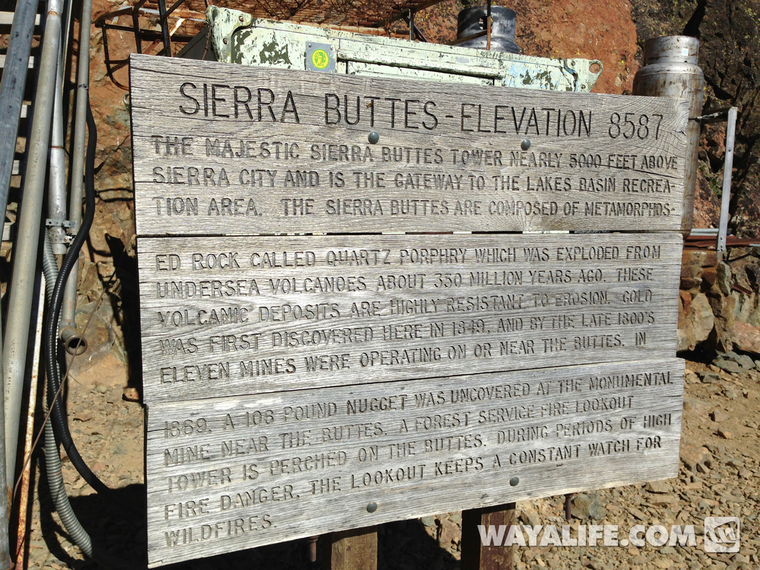 SIERRA BUTTES - ELEVATION 8587
THE MAJESTIC SIERRA BUTTES TOWER NEARLY 5000 FEET ABOVE
SIERRA CITY AND IS THE GATEWAY TO THE LAKES BASIN RECREA-
TION AREA. THE SIERRA BUTTES ARE COMPOSED OF METAMORPHOS-
ED ROCK CALLED QUARTZ PORPHRY WHICH WAS EXPLODED FROM
UNDERSEA VOLCANOES ABOUT 350 MILLION YEARS AGO. THESE
VOLCANIC DEPOSITS ARE HIGHLY RESISTANT TO EROSION. GOLD
WAS FIRST DISCOVERED HERE IN 1849, AND BY THE LATE 1800'S
ELEVEN MINES WERE OPERATING ON OR NEAR THE BUTTES. IN
1869, A 106 POUND NUGGET WAS UNCOVERED AT THE MONUMENTAL
MINE NEAR THE BUTTES. A FOREST SERVICE FIRE LOOKOUT
TOWER IS PERCHED ON THE BUTTES. DURING PERIODS OF HIGH
FIRE DANGER, THE LOOKOUT KEEPS A CONSTANT WATCH FOR
WILDFIRES.
WAYALIFE.COM